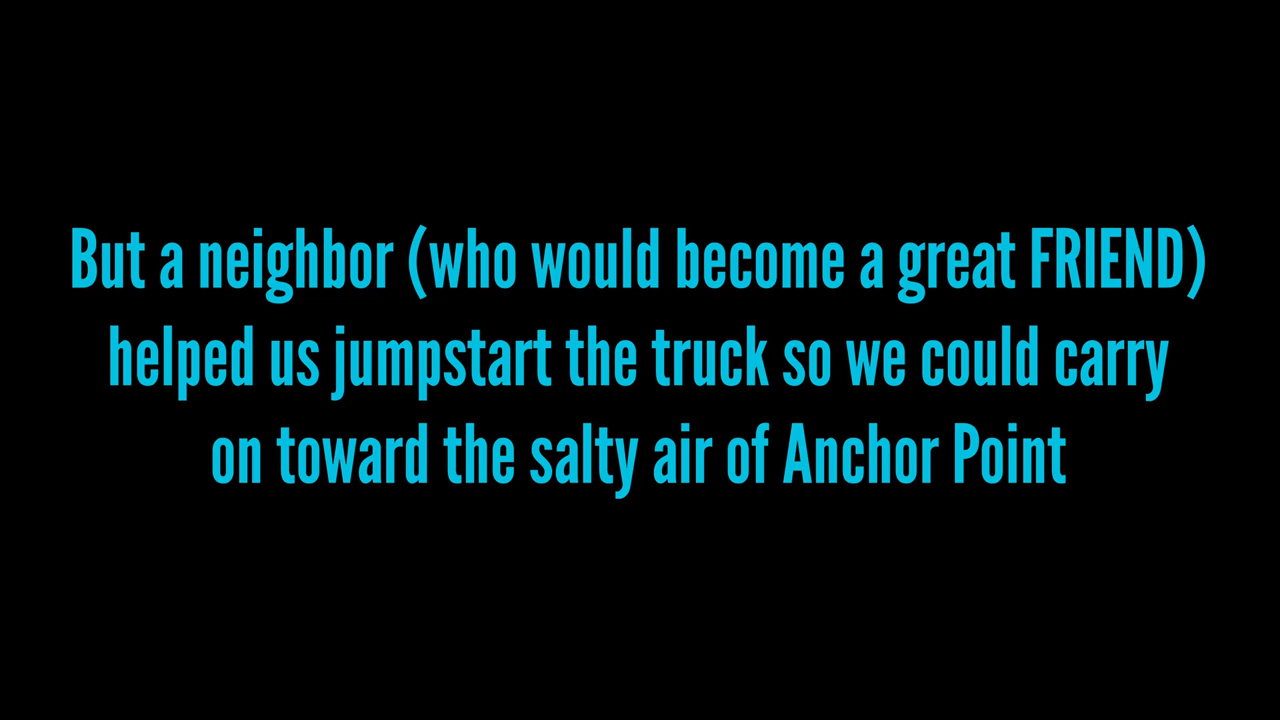 But a neighbor (who would become a great FRIEND)
helped us jumpstart the truck so we could carry
on toward the salty air of Anchor Point